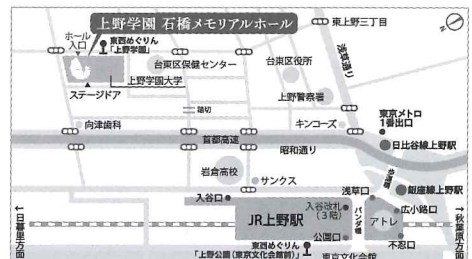 上野学園 石橋メモリアルホール
東上野三丁目
ホール
入口
東西めぐりん
「上野学園」
浅草通り
台東区保健センター
台東区役所
上野学園大学
ステージドア
上野警察署
踏切
東京メトロ
1番出口
向津歯科
キンコーズ
首都高速
日比谷線上野駅
昭和通り
岩倉高校
サンクス
浅草口
銀座線上野駅
入谷口
入谷改札
(3階)
広小路口
JR上野駅
パンダ橋
アトレ
公園口
不忍口
東西めぐりん
「上野公園(東京文化会館前)」
東京文化会館
←日暮里方面
秋葉原方面→